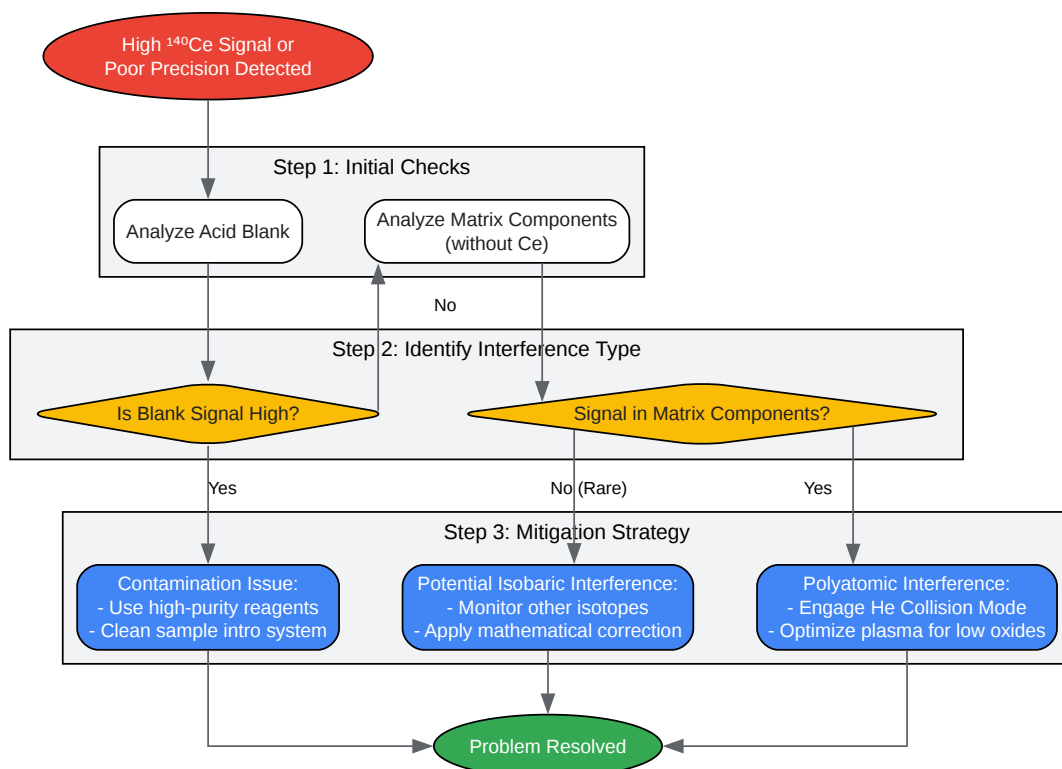 High ¹⁴⁰Ce Signal or
Poor Precision Detected
Step 1: Initial Checks
Analyze Acid Blank
Analyze Matrix Components
(without Ce)
No
Step 2: Identify Interference Type
Is Blank Signal High?
Signal in Matrix Components?
Yes
No (Rare)
Yes
Step 3: Mitigation Strategy
Contamination Issue:
- Use high-purity reagents
- Clean sample intro system
Potential Isobaric Interference:
- Monitor other isotopes
- Apply mathematical correction
Polyatomic Interference:
- Engage He Collision Mode
- Optimize plasma for low oxides
Problem Resolved